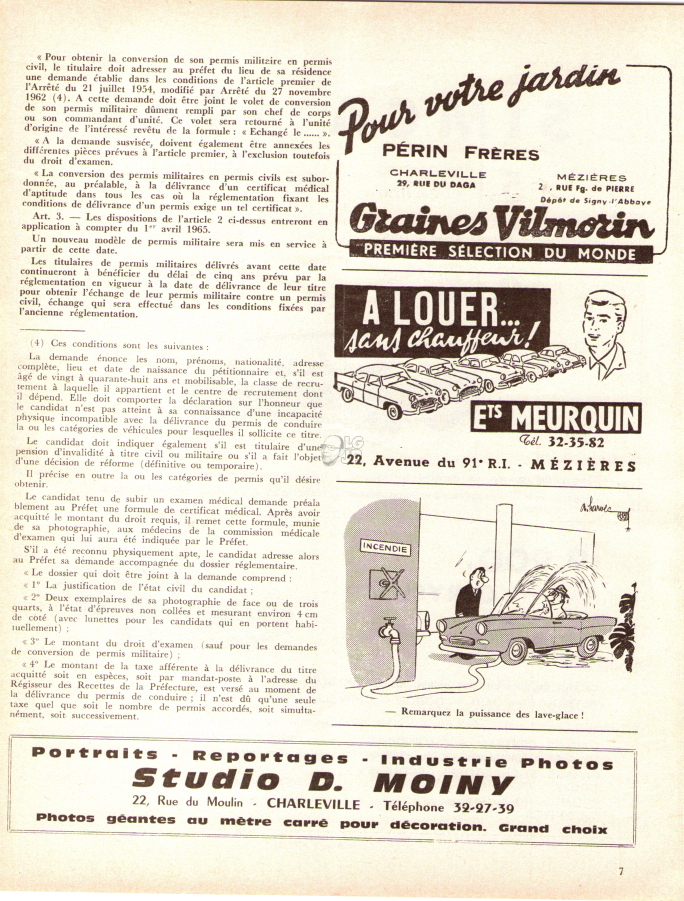 « Pour obtenir la conversion de son permis militaire en permis
civil, le titulaire doit adresser au préfet du lieu de sa résidence
une demande établie dans les conditions de l'article premier de
l'Arrêté du 21 juillet 1954, modifié par Arrêté du 27 novembre
1962 (4). A cette demande doit être joint le volet de conversion
de son permis militaire dûment rempli par son chef de corps
ou son commandant d'unité. Ce volet sera retourné à l'unité
d'origine de l'intéressé revêtu de la formule : « Echangé le ...... ».
« A la demande susvisée, doivent également être annexées les
différentes pièces prévues à l'article premier, à l'exclusion toutefois
du droit d'examen.
« La conversion des permis militaires en permis civils est subor-
donnée, au préalable, à la délivrance d'un certificat médical
d'aptitude dans tous les cas où la réglementation fixant les
conditions de délivrance d'un permis exige un tel certificat ».
Art. 3. — Les dispositions de l'article 2 ci-dessus entreront en
application à compter du 1er avril 1965.
Un nouveau modèle de permis militaire sera mis en service à
partir de cette date.
Les titulaires de permis militaires délivrés avant cette date
continueront à bénéficier du délai de cinq ans prévu par la
réglementation en vigueur à la date de délivrance de leur titre
pour obtenir l'échange de leur permis militaire contre un permis
civil, échange qui sera effectué dans les conditions fixées par
l'ancienne réglementation.
(4) Ces conditions sont les suivantes :
La demande énonce les nom, prénoms, nationalité, adresse
complète, lieu et date de naissance du pétitionnaire et, s'il est
âgé de vingt à quarante-huit ans et mobilisable, la classe de recru-
tement à laquelle il appartient et le centre de recrutement dont
il dépend. Elle doit comporter la déclaration sur l'honneur que
le candidat n'est pas atteint à sa connaissance d'une incapacité
physique incompatible avec la délivrance du permis de conduire
la ou les catégories de véhicules pour lesquelles il sollicite ce titre.
Le candidat doit indiquer également s'il est titulaire d'une
pension d'invalidité à titre civil ou militaire ou s'il a fait l'objet
d'une décision de réforme (définitive ou temporaire).
Il précise en outre la ou les catégories de permis qu'il désire
obtenir.
Le candidat tenu de subir un examen médical demande préala
blement au Préfet une formule de certificat médical. Après avoir
acquitté le montant du droit requis, il remet cette formule, munie
de sa photographie, aux médecins de la commission médicale
d'examen qui lui aura été indiquée par le Préfet.
S'il a été reconnu physiquement apte, le candidat adresse alors
au Préfet sa demande accompagnée du dossier réglementaire.
« Le dossier qui doit être joint à la demande comprend :
« 1° La justification de l'état civil du candidat ;
« 2° Deux exemplaires de sa photographie de face ou de trois
quarts, à l'état d'épreuves non collées et mesurant environ 4 cm
de côté (avec lunettes pour les candidats qui en portent habi-
tuellement) ;
« 3° Le montant du droit d'examen (sauf pour les demandes
de conversion de permis militaire) ;
« 4° Le montant de la taxe afférente à la délivrance du titre
acquitté soit en espèces, soit par mandat-poste à l'adresse du
Régisseur des Recettes de la Préfecture, est versé au moment de
la délivrance du permis de conduire ; il n'est dû qu'une seule
taxe quel que soit le nombre de permis accordés, soit simulta-
nément, soit successivement.
Pour votre jardin
PÉRIN FRÈRES
CHARLEVILLE
29, RUE DU DAGA
MÉZIÈRES
2 , RUE Fg. de PIERRE
Dépôt de Signy-l'Abbaye
Graines Vilmorin
PREMIÈRE SÉLECTION DU MONDE
A LOUER...
sans chauffeur!
ETS MEURQUIN
Tél. 32-35-82
22, Avenue du 91e R.I. - MÉZIÈRES
INCENDIE
— Remarquez la puissance des lave-glace !
Portraits - Reportages - Industrie Photos
Studio D. MOINY
22, Rue du Moulin - CHARLEVILLE - Téléphone 32-27-39
Photos géantes au mètre carré pour décoration. Grand choix
7